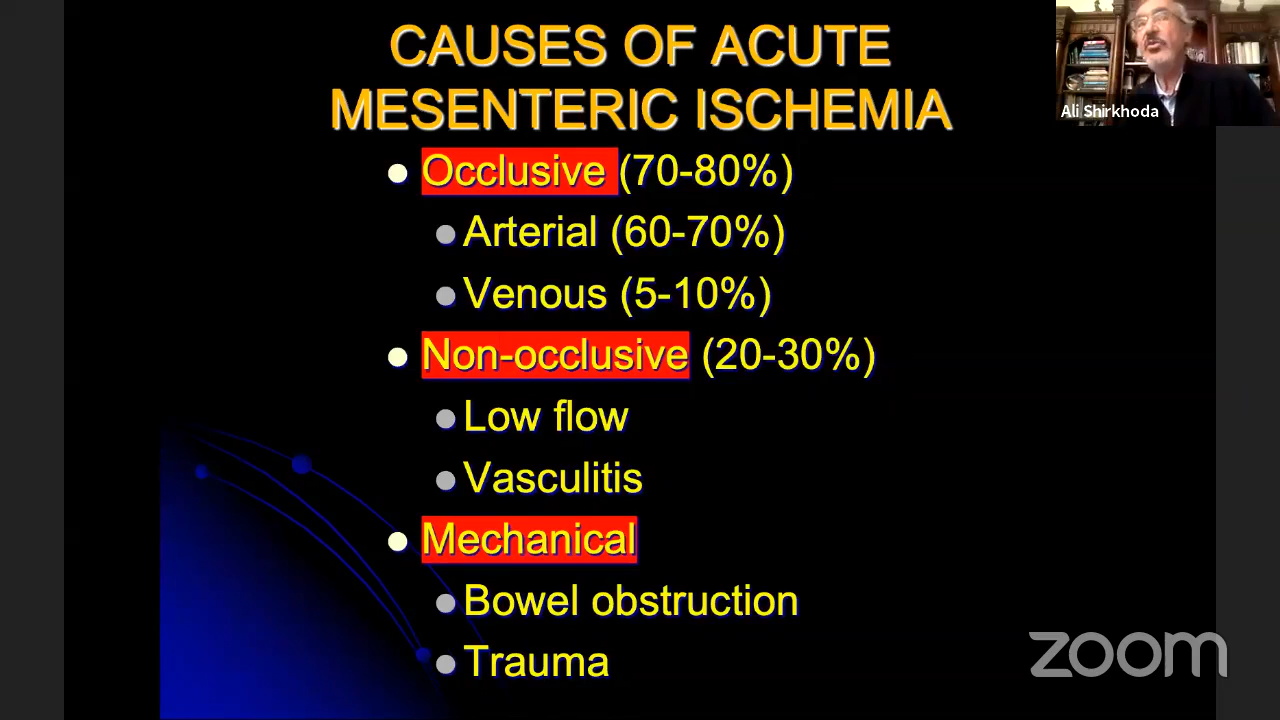 CAUSES OF ACUTE
MESENTERIC ISCHEMIA
Ali Shirkhoda
Occlusive (70-80%)
Arterial (60-70%)
Venous (5-10%)
Non-occlusive (20-30%)
Low flow
Vasculitis
Mechanical
Bowel obstruction
Trauma
zoom